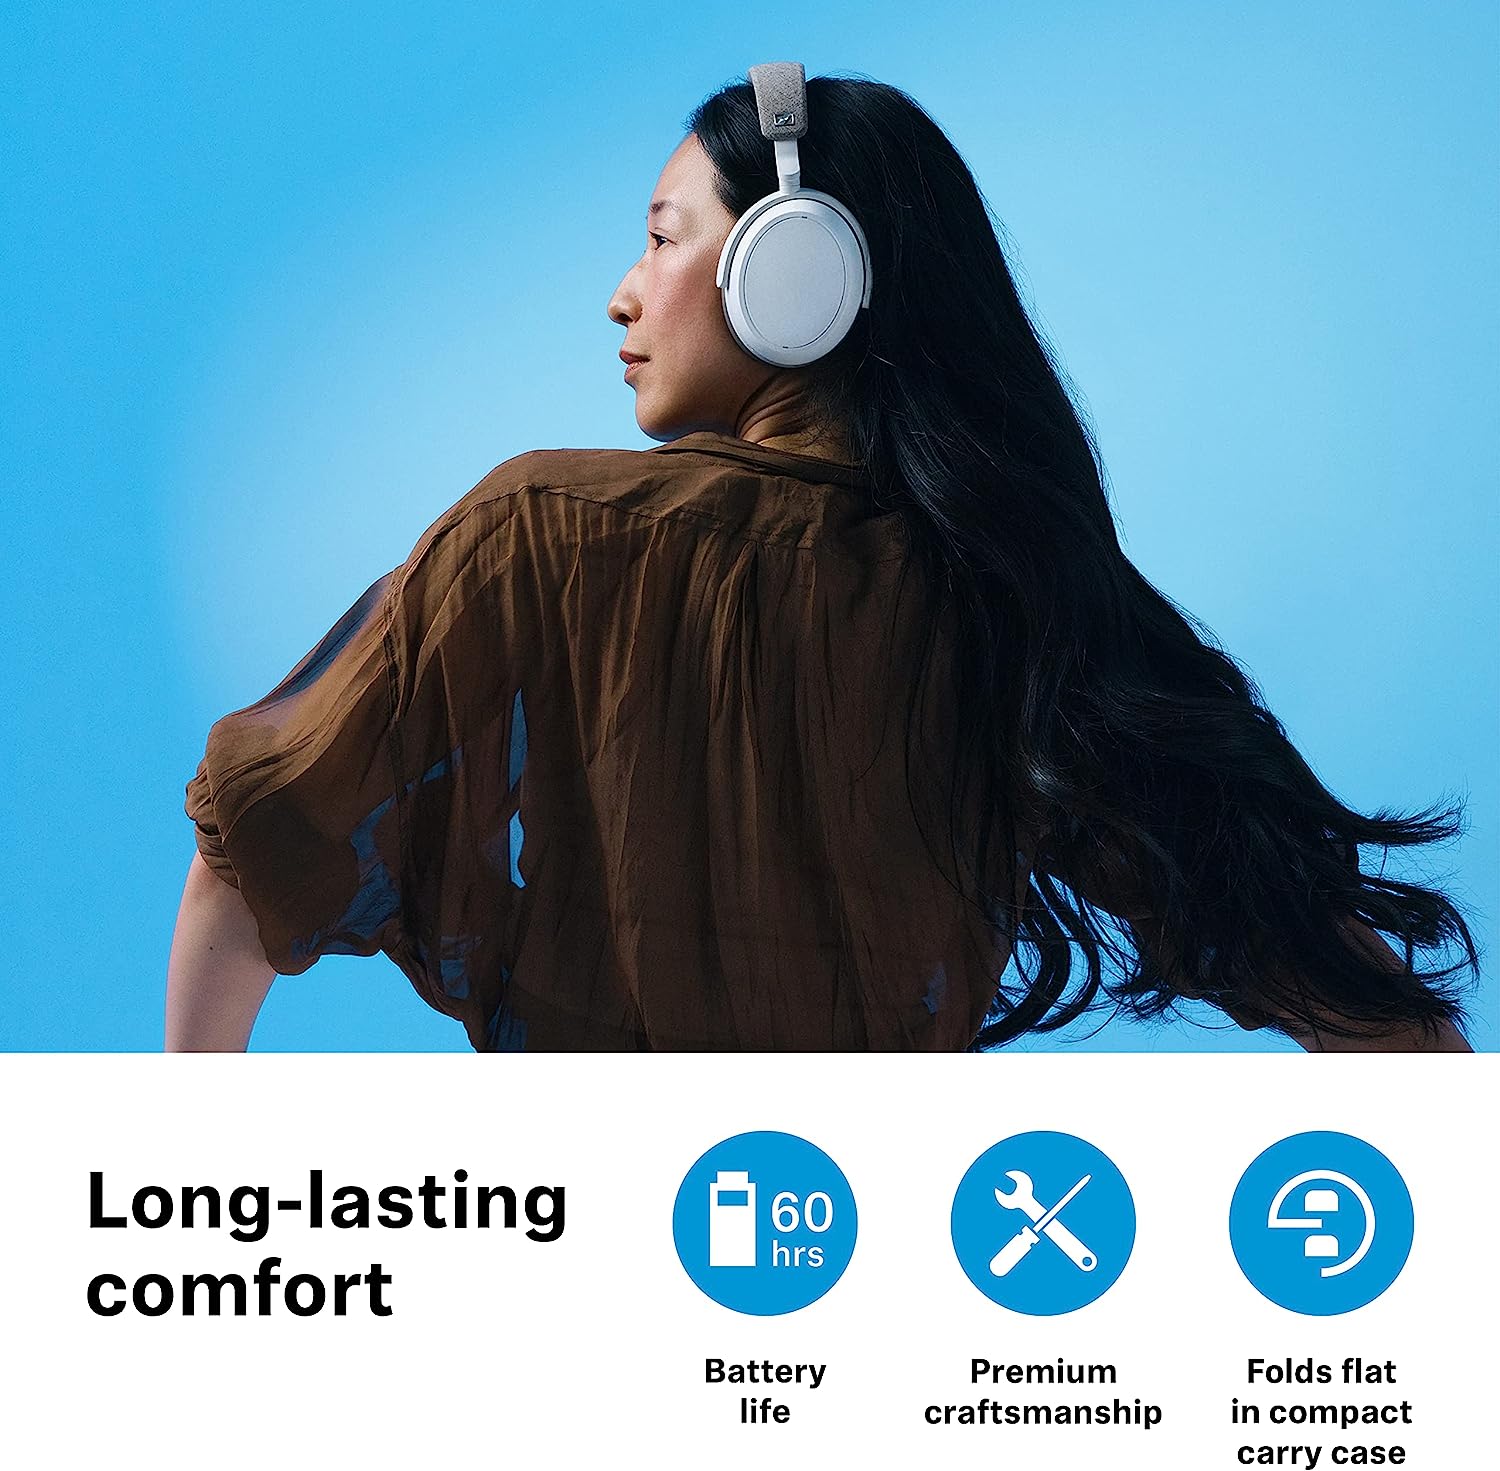 Long-lasting
comfort
60
hrs
Battery
life
Premium
craftsmanship
Folds flat
in compact
carry case